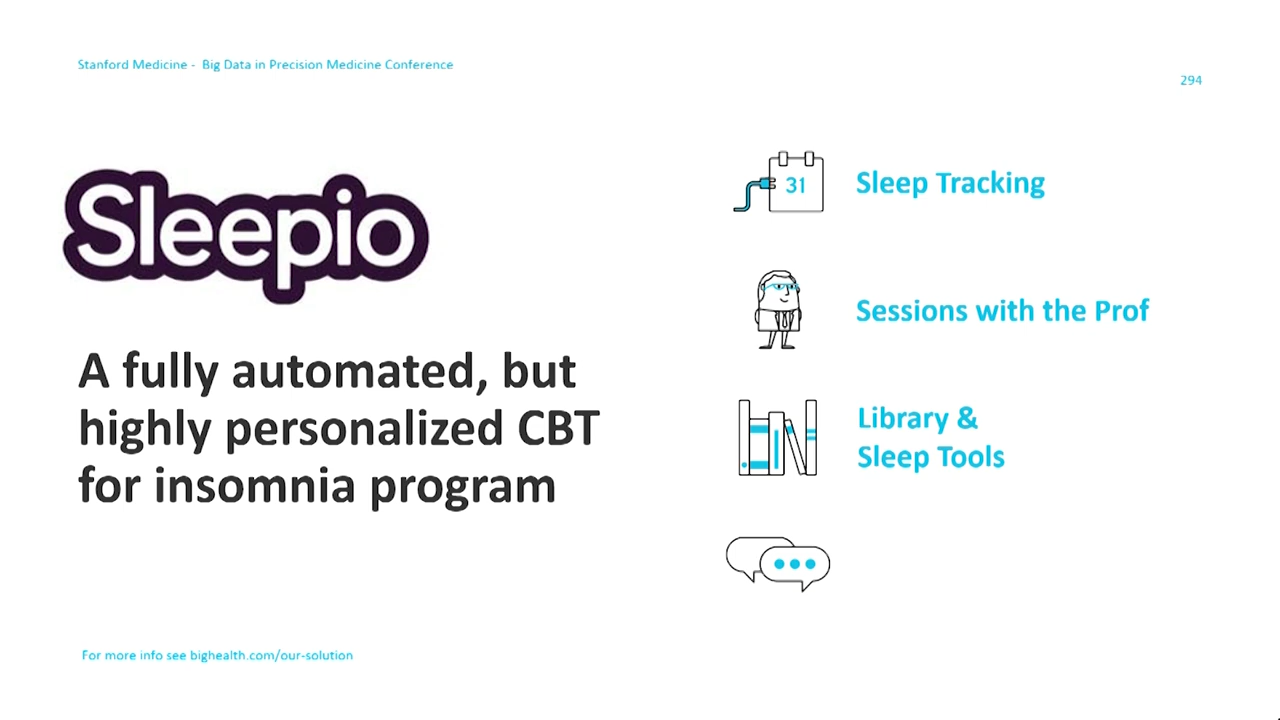 Stanford Medicine - Big Data in Precision Medicine Conference
294
Sleepio
A fully automated, but
highly personalized CBT
for insomnia program
31
Sleep Tracking
Sessions with the Prof
Library &
Sleep Tools
For more info see bighealth.com/our-solution